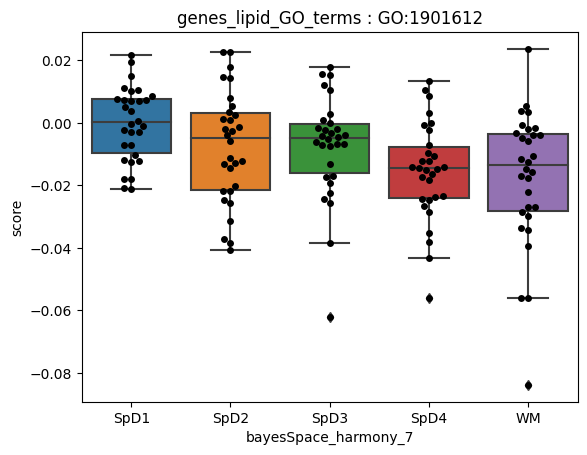 genes_lipid_GO_terms : GO:1901612
0.02
0.00
−0.02
−0.04
−0.06
−0.08
score
SpD1 SpD2 SpD3 SpD4 WM
bayesSpace_harmony_7